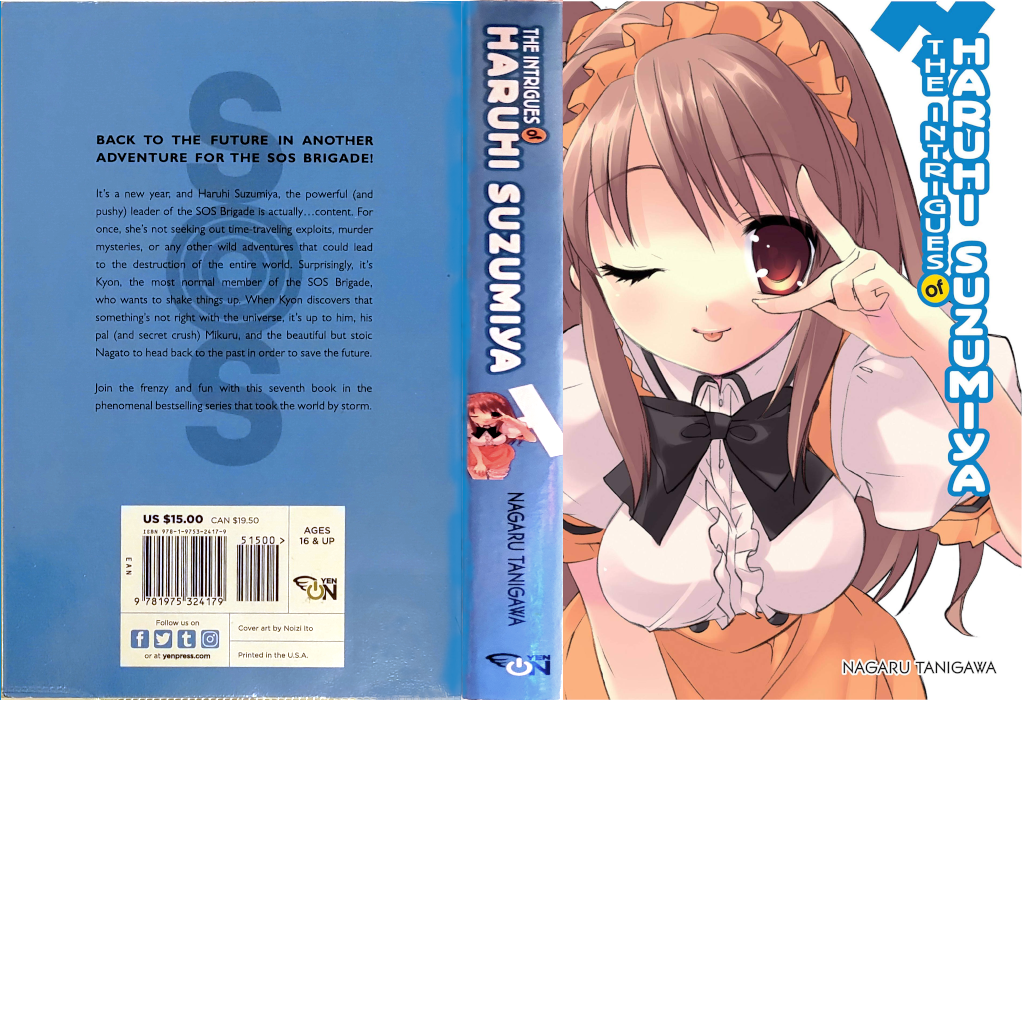 BACK TO THE FUTURE IN ANOTHER
ADVENTURE FOR THE SOS BRIGADE!
It's a new year, and Haruhi Suzumiya, the powerful (and
pushy) leader of the SOS Brigade is actually…content. For
once, she's not seeking out time-traveling exploits, murder
mysteries, or any other wild adventures that could lead
to the destruction of the entire world. Surprisingly, it's
Kyon, the most normal member of the SOS Brigade,
who wants to shake things up. When Kyon discovers that
something's not right with the universe, it's up to him, his
pal (and secret crush) Mikuru, and the beautiful but stoic
Nagato to head back to the past in order to save the future.
Join the frenzy and fun with this seventh book in the
phenomenal bestselling series that took the world by storm.
SOS
US $15.00 CAN $19.50
ISBN 978-1-9753-2417-9
51500 >
EAN
9 781975 324179
AGES
16 & UP
YEN
ON
Follow us on
or at yenpress.com
Cover art by Noizi Ito
Printed in the U.S.A.
THE INTRIGUES of
HARUHI SUZUMIYA
NAGARU TANIGAWA
YEN
ON
THE INTRIGUES of
HARUHI SUZUMIYA
NAGARU TANIGAWA